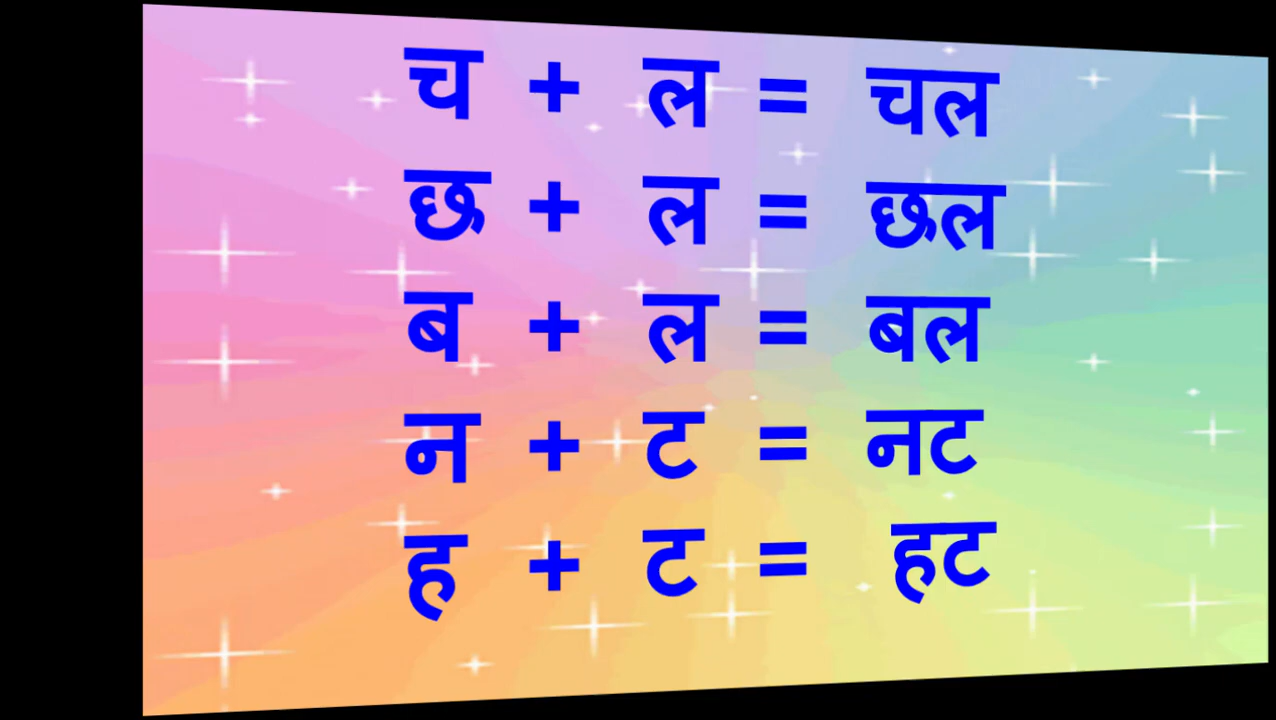 च + ल = चल
छ + ल = छल
ब + ल = बल
न + ट = नट
ह + ट = हट